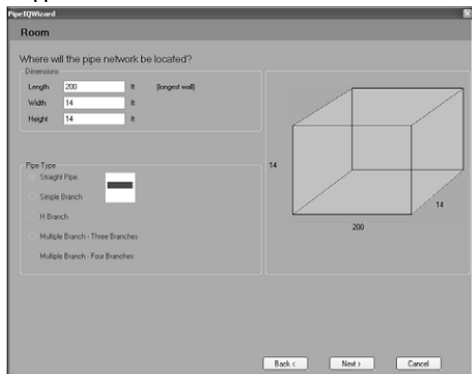 PipeIQWizard
Room
Where will the pipe network be located?
Dimensions
Length 200 ft (longest wall)
Width 14 ft
Height 14 ft
Pipe Type
Straight Pipe
Simple Branch
H Branch
Multiple Branch - Three Branches
Multiple Branch - Four Branches
14
14
200
Back < Next > Cancel